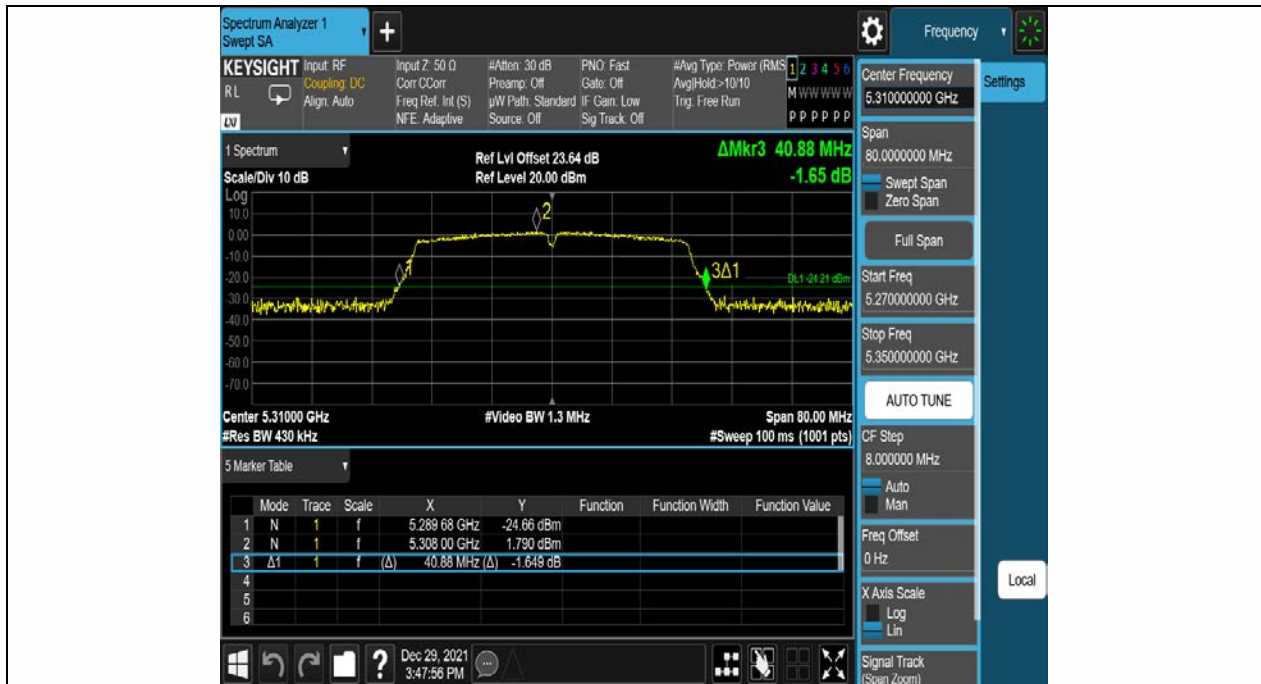 Spectrum Analyzer 1
Swept SA
+
Frequency
KEYSIGHT
RL
LXI
Input: RF
Coupling: DC
Align: Auto
Input Z: 50 Ω
Corr CCorr
Freq Ref: Int (S)
NFE: Adaptive
#Atten: 30 dB
Preamp: Off
µW Path: Standard
Source: Off
PNO: Fast
Gate: Off
IF Gain: Low
Sig Track: Off
#Avg Type: Power (RMS
Avg|Hold:>10/10
Trig: Free Run
1 2 3 4 5 6
M W W W W W
P P P P P P
1 Spectrum
Scale/Div 10 dB
Ref Lvl Offset 23.64 dB
Ref Level 20.00 dBm
ΔMkr3 40.88 MHz
-1.65 dB
Log
10.0
0.00
-10.0
-20.0
-30.0
-40.0
-50.0
-60.0
-70.0
1
2
3Δ1
DL1 -24.21 dBm
Center 5.31000 GHz
#Res BW 430 kHz
#Video BW 1.3 MHz
Span 80.00 MHz
#Sweep 100 ms (1001 pts)
5 Marker Table
Mode Trace Scale X Y Function Function Width Function Value
1 N 1 f 5.289 68 GHz -24.66 dBm
2 N 1 f 5.308 00 GHz 1.790 dBm
3 Δ1 1 f (Δ) 40.88 MHz (Δ) -1.649 dB
4
5
6
?
Dec 29, 2021
3:47:56 PM
Center Frequency
5.310000000 GHz
Span
80.0000000 MHz
Swept Span
Zero Span
Full Span
Start Freq
5.270000000 GHz
Stop Freq
5.350000000 GHz
AUTO TUNE
CF Step
8.000000 MHz
Auto
Man
Freq Offset
0 Hz
X Axis Scale
Log
Lin
Signal Track
(Span Zoom)
Settings
Local